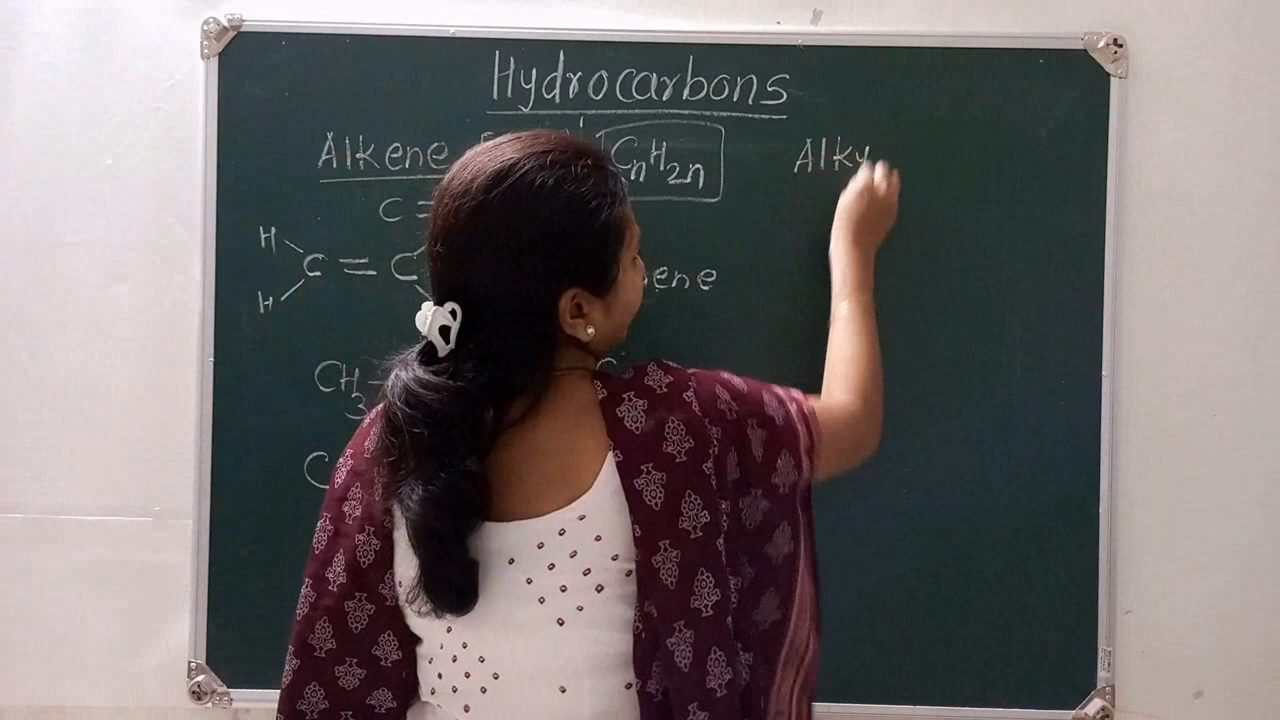 Hydrocarbons
Alkene CnH2n
C =
H
C = C
H
ene
CH3
C
Alky